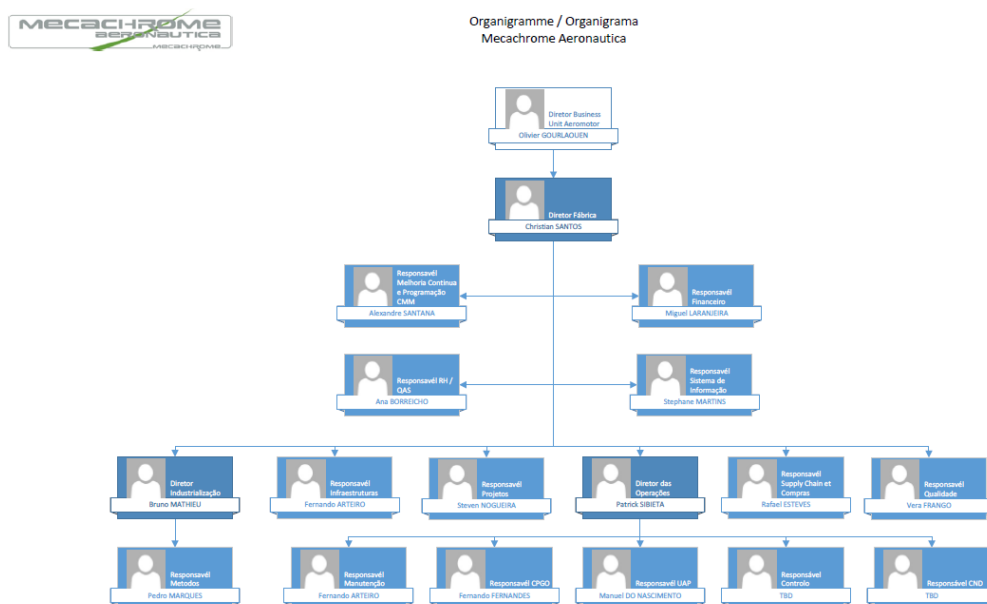 MECACHROME
AERONAUTICA
MECACHROME
Organigramme / Organigrama
Mecachrome Aeronautica
Diretor Business
Unit Aeromotor
Olivier GOURLAOUEN
Diretor Fábrica
Christian SANTOS
Responsavél
Melhoria Continua
e Programação
CMM
Alexandre SANTANA
Responsavél
Financeiro
Miguel LARANJEIRA
Responsavél RH /
QAS
Ana BORREICHO
Responsavél
Sistema de
Informação
Stephane MARTINS
Diretor
Industrialização
Bruno MATHIEU
Responsavél
Infraestruturas
Fernando ARTEIRO
Responsavél
Projetos
Steven NOGUEIRA
Diretor das
Operações
Patrick SIBIETA
Responsavél
Supply Chain et
Compras
Rafael ESTEVES
Responsavél
Qualidade
Vera FRANGO
Responsavél
Metodos
Pedro MARQUES
Responsavél
Manutenção
Fernando ARTEIRO
Responsavél CPGO
Fernando FERNANDES
Responsavél UAP
Manuel DO NASCIMENTO
Responsável
Controlo
TBD
Responsável CND
TBD